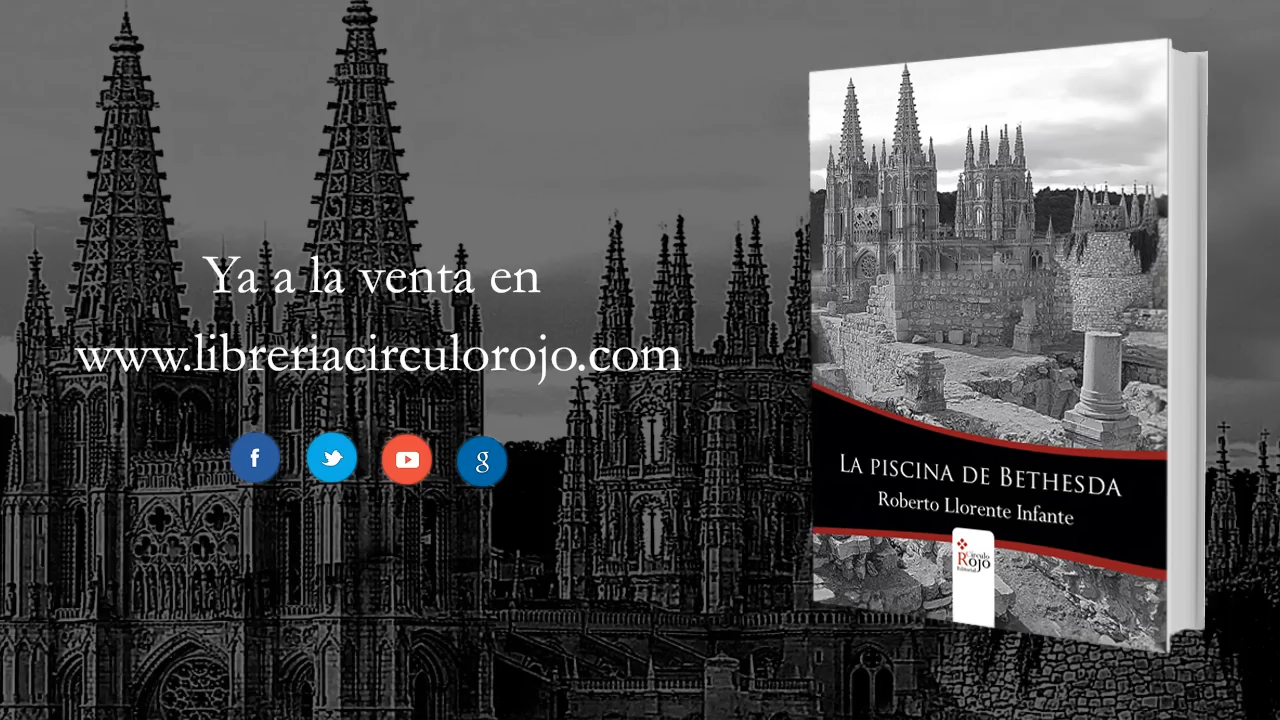 Ya a la venta en
www.libreriacirculorojo.com
f
g
La piscina de Bethesda
Roberto Llorente Infante
Círculo
Rojo
Editorial